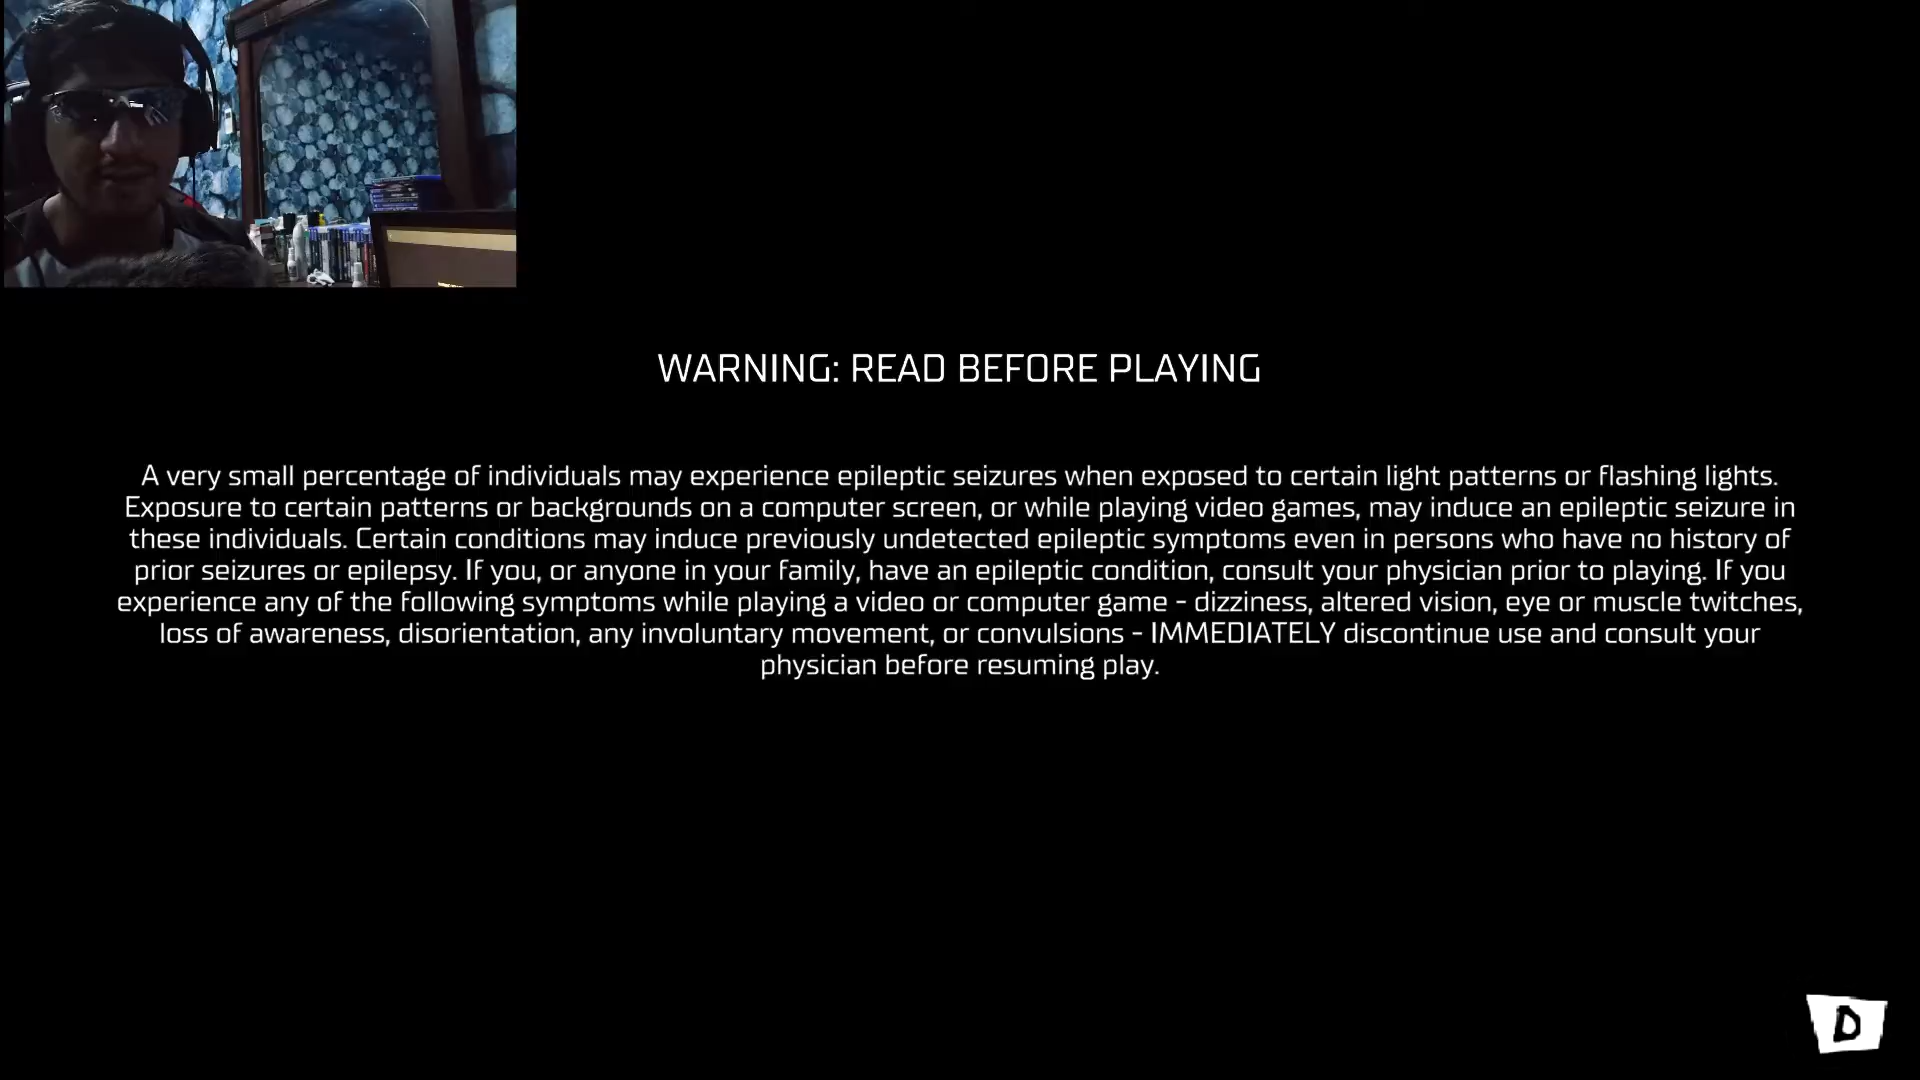 WARNING: READ BEFORE PLAYING
A very small percentage of individuals may experience epileptic seizures when exposed to certain light patterns or flashing lights.
Exposure to certain patterns or backgrounds on a computer screen, or while playing video games, may induce an epileptic seizure in
these individuals. Certain conditions may induce previously undetected epileptic symptoms even in persons who have no history of
prior seizures or epilepsy. If you, or anyone in your family, have an epileptic condition, consult your physician prior to playing. If you
experience any of the following symptoms while playing a video or computer game - dizziness, altered vision, eye or muscle twitches,
loss of awareness, disorientation, any involuntary movement, or convulsions - IMMEDIATELY discontinue use and consult your
physician before resuming play.
D